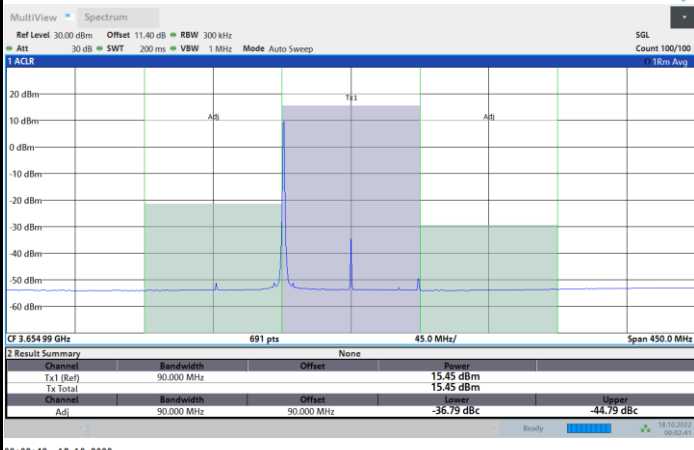 MultiView Spectrum
Ref Level 30.00 dBm Offset 11.40 dB RBW 300 kHz SGL
Att 30 dB SWT 200 ms VBW 1 MHz Mode Auto Sweep Count 100/100
1 ACLR 1Rm Avg
20 dBm
Tx1
10 dBm Adj Adj
0 dBm
-10 dBm
-20 dBm
-30 dBm
-40 dBm
-50 dBm
-60 dBm
CF 3.654 99 GHz 691 pts 45.0 MHz/ Span 450.0 MHz
2 Result Summary None
Channel Bandwidth Offset Power
Tx1 (Ref) 90.000 MHz 15.45 dBm
Tx Total 15.45 dBm
Channel Bandwidth Offset Lower Upper
Adj 90.000 MHz 90.000 MHz -36.79 dBc -44.79 dBc
Ready 18.10.2022
00:02:41